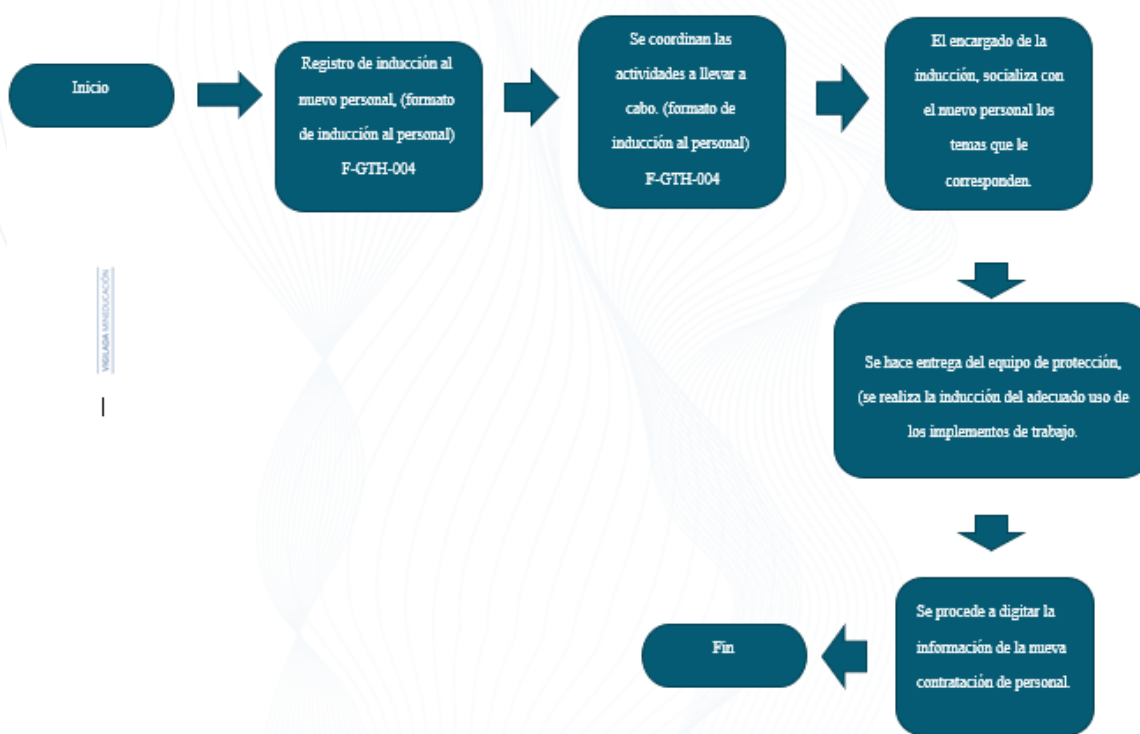 Inicio
Registro de inducción al
nuevo personal, (formato
de inducción al personal)
F-GTH-004
Se coordinan las
actividades a llevar a
cabo. (formato de
inducción al personal)
F-GTH-004
El encargado de la
inducción, socializa con
el nuevo personal los
temas que le
corresponden.
Se hace entrega del equipo de protección,
(se realiza la inducción del adecuado uso de
los implementos de trabajo.
Se procede a digitar la
información de la nueva
contratación de personal.
Fin
VIGILADA MINEDUCACIÓN